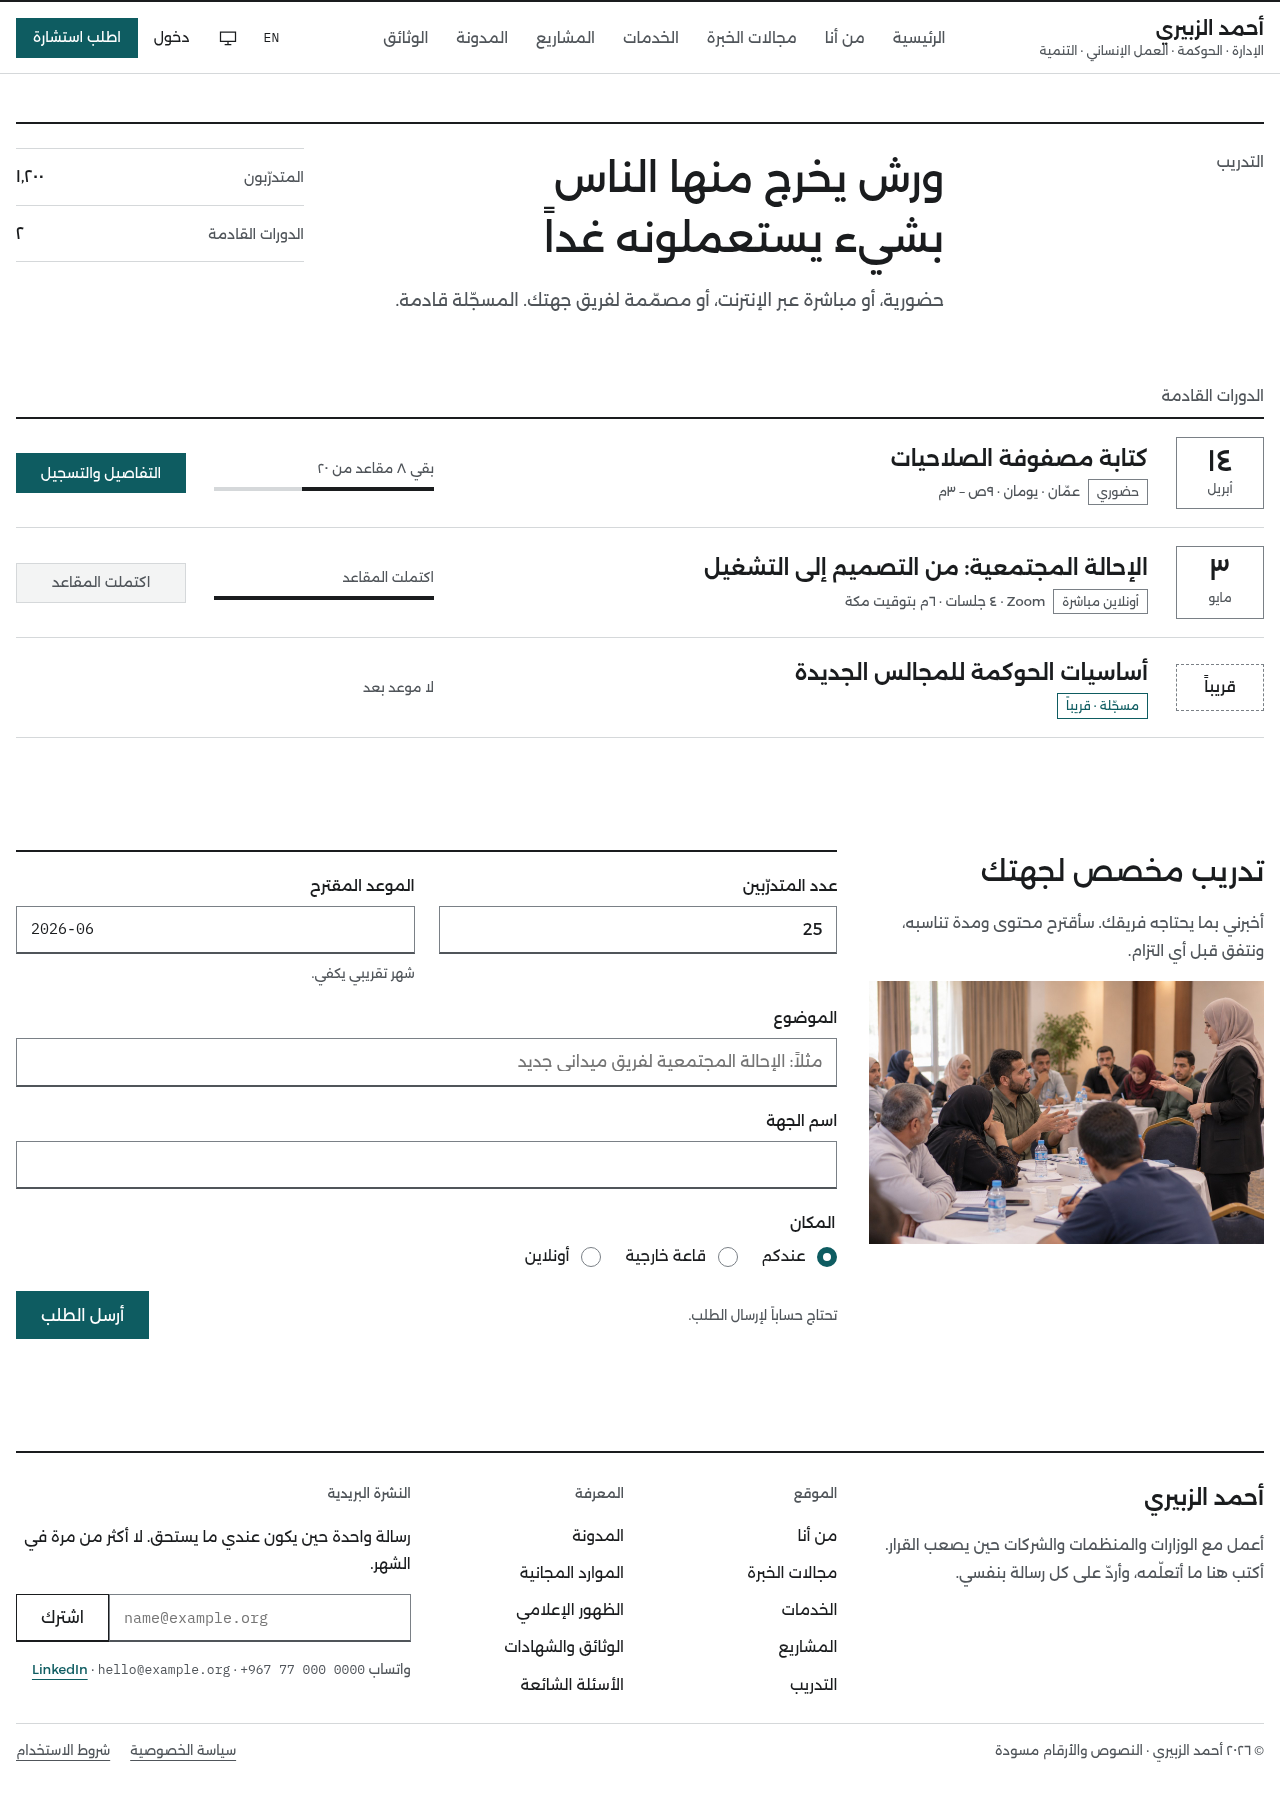 أحمد الزبيري
الإدارة · الحوكمة · العمل الإنساني · التنمية
الرئيسية
من أنا
مجالات الخبرة
الخدمات
المشاريع
المدونة
الوثائق
EN
دخول
اطلب استشارة
التدريب
ورش يخرج منها الناس
بشيء يستعملونه غداً
حضورية، أو مباشرة عبر الإنترنت، أو مصمّمة لفريق جهتك. المسجّلة قادمة.
المتدرّبون
١٬٢٠٠
الدورات القادمة
٢
الدورات القادمة
١٤
أبريل
كتابة مصفوفة الصلاحيات
حضوري
عمّان · يومان · ٩ص – ٣م
بقي ٨ مقاعد من ٢٠
التفاصيل والتسجيل
٣
مايو
الإحالة المجتمعية: من التصميم إلى التشغيل
أونلاين مباشرة
Zoom · ٤ جلسات · ٦م بتوقيت مكة
اكتملت المقاعد
اكتملت المقاعد
قريباً
أساسيات الحوكمة للمجالس الجديدة
مسجّلة · قريباً
لا موعد بعد
تدريب مخصص لجهتك
أخبرني بما يحتاجه فريقك. سأقترح محتوى ومدة تناسبه،
ونتفق قبل أي التزام.
عدد المتدرّبين
25
الموعد المقترح
2026-06
شهر تقريبي يكفي.
الموضوع
مثلاً: الإحالة المجتمعية لفريق ميداني جديد
اسم الجهة
المكان
عندكم
قاعة خارجية
أونلاين
تحتاج حساباً لإرسال الطلب.
أرسل الطلب
أحمد الزبيري
أعمل مع الوزارات والمنظمات والشركات حين يصعب القرار.
أكتب هنا ما أتعلّمه، وأردّ على كل رسالة بنفسي.
الموقع
من أنا
مجالات الخبرة
الخدمات
المشاريع
التدريب
المعرفة
المدونة
الموارد المجانية
الظهور الإعلامي
الوثائق والشهادات
الأسئلة الشائعة
النشرة البريدية
رسالة واحدة حين يكون عندي ما يستحق. لا أكثر من مرة في
الشهر.
name@example.org
اشترك
واتساب +967 77 000 0000 · hello@example.org · LinkedIn
© ٢٠٢٦ أحمد الزبيري · النصوص والأرقام مسودة
سياسة الخصوصية
شروط الاستخدام